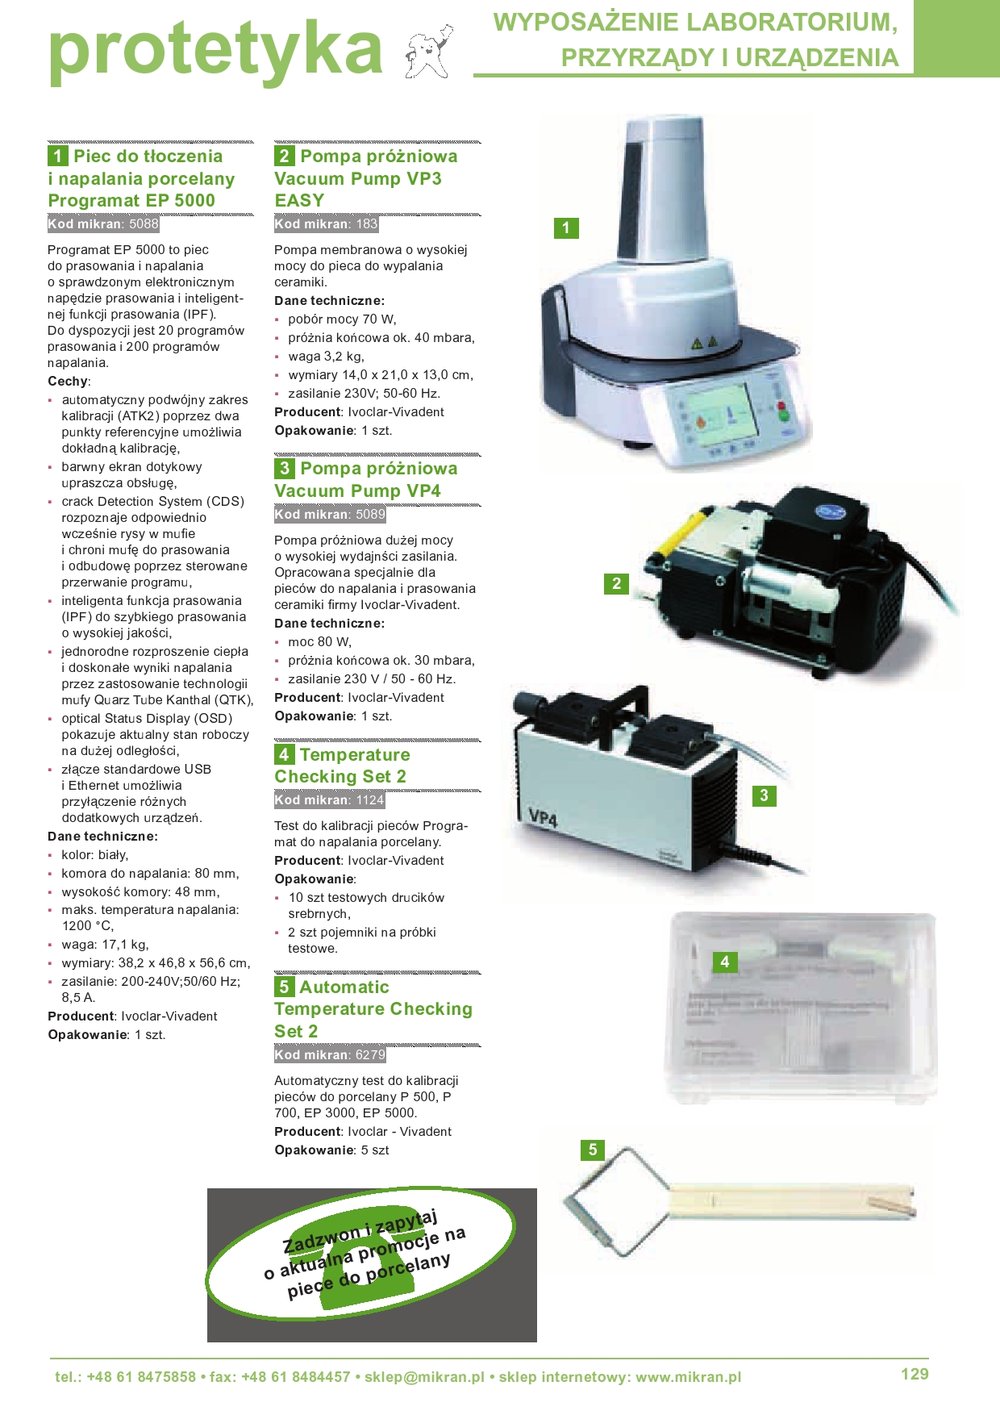 protetyka
WYPOSAŻENIE LABORATORIUM,
PRZYRZĄDY I URZĄDZENIA
1 Piec do tłoczenia
i napalania porcelany
Programat EP 5000
Kod mikran: 5088
Programat EP 5000 to piec
do prasowania i napalania
o sprawdzonym elektronicznym
napędzie prasowania i inteligent-
nej funkcji prasowania (IPF).
Do dyspozycji jest 20 programów
prasowania i 200 programów
napalania.
Cechy:
• automatyczny podwójny zakres
kalibracji (ATK2) poprzez dwa
punkty referencyjne umożliwia
dokładną kalibrację,
• barwny ekran dotykowy
upraszcza obsługę,
• crack Detection System (CDS)
rozpoznaje odpowiednio
wcześnie rysy w mufie
i chroni mufę do prasowania
i odbudowę poprzez sterowane
przerwanie programu,
• inteligenta funkcja prasowania
(IPF) do szybkiego prasowania
o wysokiej jakości,
• jednorodne rozproszenie ciepła
i doskonałe wyniki napalania
przez zastosowanie technologii
mufy Quarz Tube Kanthal (QTK),
• optical Status Display (OSD)
pokazuje aktualny stan roboczy
na dużej odległości,
• złącze standardowe USB
i Ethernet umożliwia
przyłączenie różnych
dodatkowych urządzeń.
Dane techniczne:
• kolor: biały,
• komora do napalania: 80 mm,
• wysokość komory: 48 mm,
• maks. temperatura napalania:
1200 °C,
• waga: 17,1 kg,
• wymiary: 38,2 x 46,8 x 56,6 cm,
• zasilanie: 200-240V;50/60 Hz;
8,5 A.
Producent: Ivoclar-Vivadent
Opakowanie: 1 szt.
2 Pompa próżniowa
Vacuum Pump VP3
EASY
Kod mikran: 183
Pompa membranowa o wysokiej
mocy do pieca do wypalania
ceramiki.
Dane techniczne:
• pobór mocy 70 W,
• próżnia końcowa ok. 40 mbara,
• waga 3,2 kg,
• wymiary 14,0 x 21,0 x 13,0 cm,
• zasilanie 230V; 50-60 Hz.
Producent: Ivoclar-Vivadent
Opakowanie: 1 szt.
3 Pompa próżniowa
Vacuum Pump VP4
Kod mikran: 5089
Pompa próżniowa dużej mocy
o wysokiej wydajnści zasilania.
Opracowana specjalnie dla
pieców do napalania i prasowania
ceramiki firmy Ivoclar-Vivadent.
Dane techniczne:
• moc 80 W,
• próżnia końcowa ok. 30 mbara,
• zasilanie 230 V / 50 - 60 Hz.
Producent: Ivoclar-Vivadent
Opakowanie: 1 szt.
4 Temperature
Checking Set 2
Kod mikran: 1124
Test do kalibracji pieców Progra-
mat do napalania porcelany.
Producent: Ivoclar-Vivadent
Opakowanie:
• 10 szt testowych drucików
srebrnych,
• 2 szt pojemniki na próbki
testowe.
5 Automatic
Temperature Checking
Set 2
Kod mikran: 6279
Automatyczny test do kalibracji
pieców do porcelany P 500, P
700, EP 3000, EP 5000.
Producent: Ivoclar - Vivadent
Opakowanie: 5 szt
1
2
3
VP4
4
5
Zadzwon i zapytaj
o aktualna promocje na
piece do porcelany
tel.: +48 61 8475858 • fax: +48 61 8484457 • sklep@mikran.pl • sklep internetowy: www.mikran.pl
129